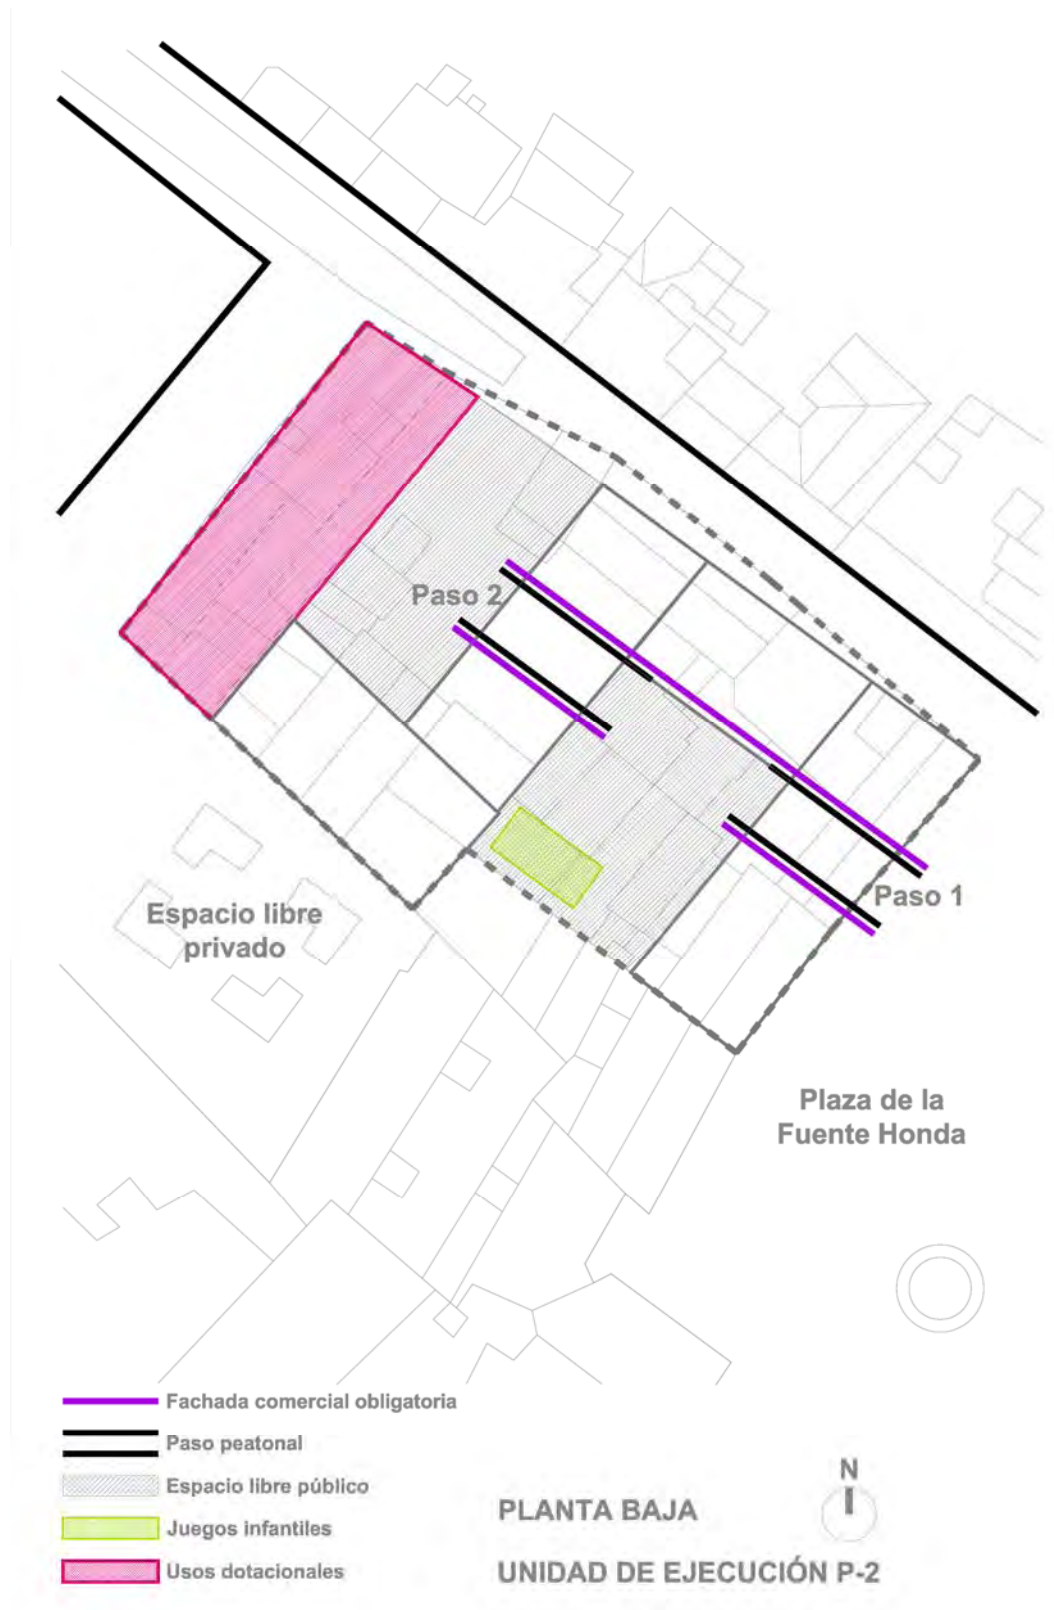 Paso 2
Paso 1
Espacio libre
privado
Plaza de la
Fuente Honda
Fachada comercial obligatoria
Paso peatonal
Espacio libre público
Juegos infantiles
Usos dotacionales
N
PLANTA BAJA
UNIDAD DE EJECUCIÓN P-2